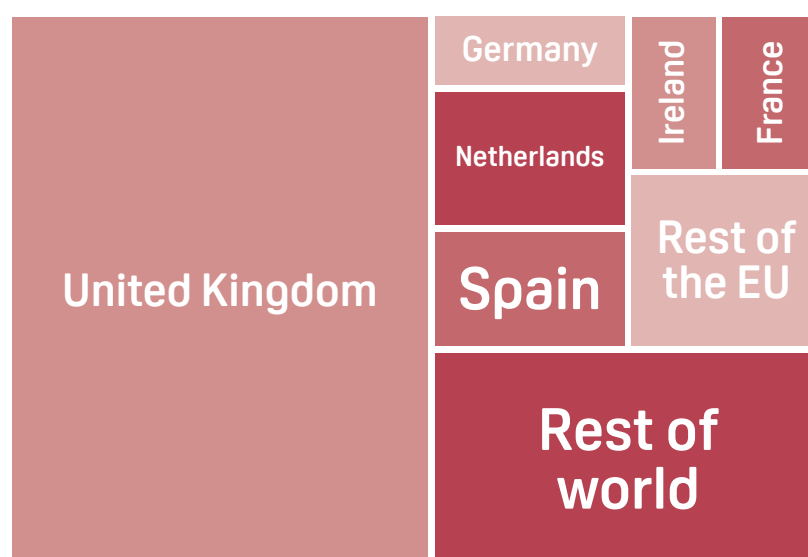 United Kingdom
Germany
Netherlands
Spain
Ireland
France
Rest of
the EU
Rest of
world